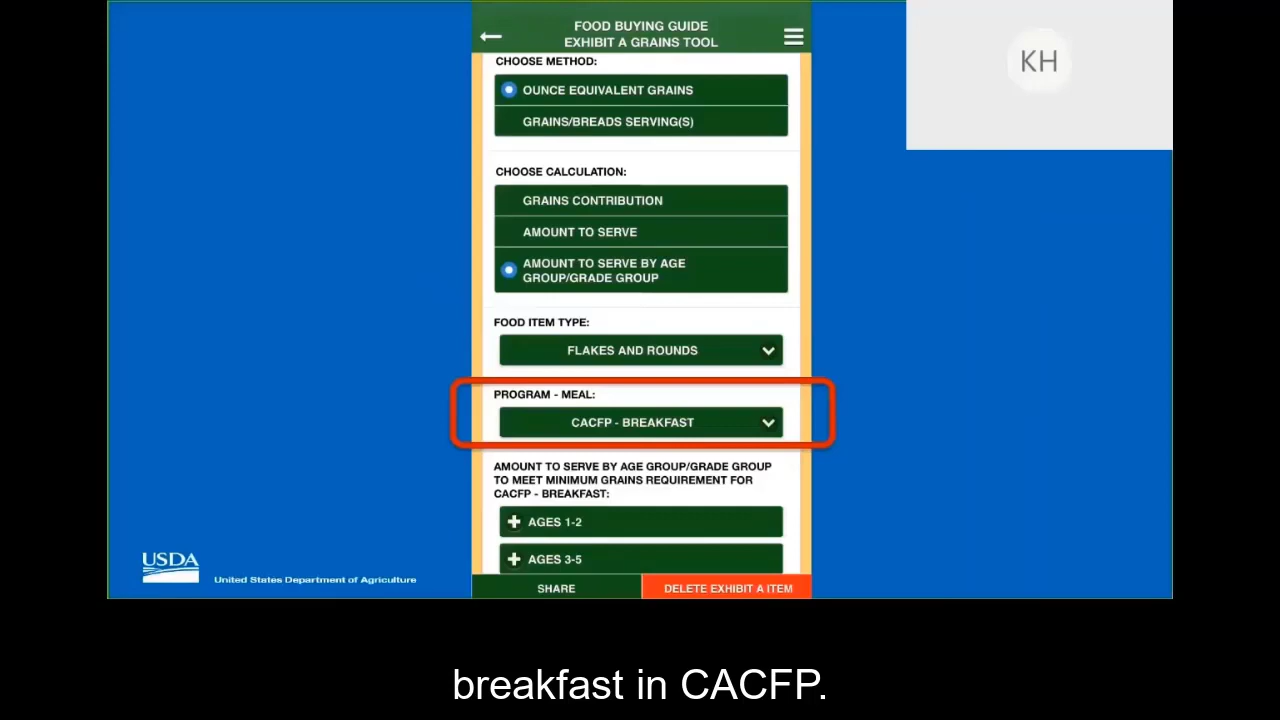 FOOD BUYING GUIDE
EXHIBIT A GRAINS TOOL
KH
CHOOSE METHOD:
OUNCE EQUIVALENT GRAINS
GRAINS/BREADS SERVING(S)
CHOOSE CALCULATION:
GRAINS CONTRIBUTION
AMOUNT TO SERVE
AMOUNT TO SERVE BY AGE
GROUP/GRADE GROUP
FOOD ITEM TYPE:
FLAKES AND ROUNDS
PROGRAM - MEAL:
CACFP - BREAKFAST
AMOUNT TO SERVE BY AGE GROUP/GRADE GROUP
TO MEET MINIMUM GRAINS REQUIREMENT FOR
CACFP - BREAKFAST:
AGES 1-2
AGES 3-5
SHARE
DELETE EXHIBIT A ITEM
USDA
United States Department of Agriculture
breakfast in CACFP.